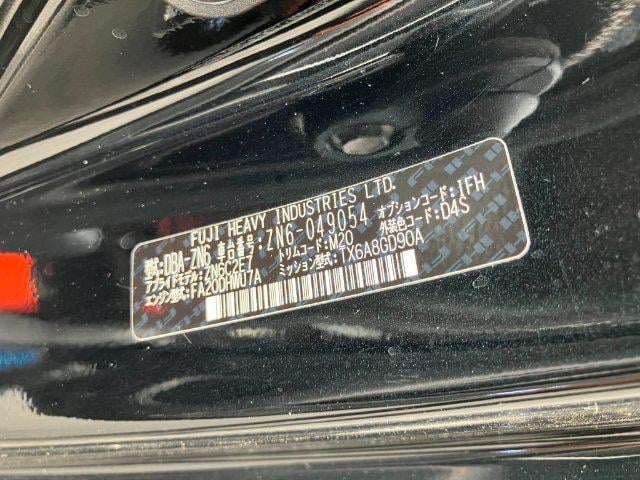 FUJI HEAVY INDUSTRIES LTD.
型式:DBA-ZN6 車台番号:ZN6-049054 オプションコード:IFH
アプライドモデル:ZN6C2E7 トリムコード:M20 外装色コード:D4S
エンジン型式:FA20DHWU7A ミッション型式:TX6A8GD90A